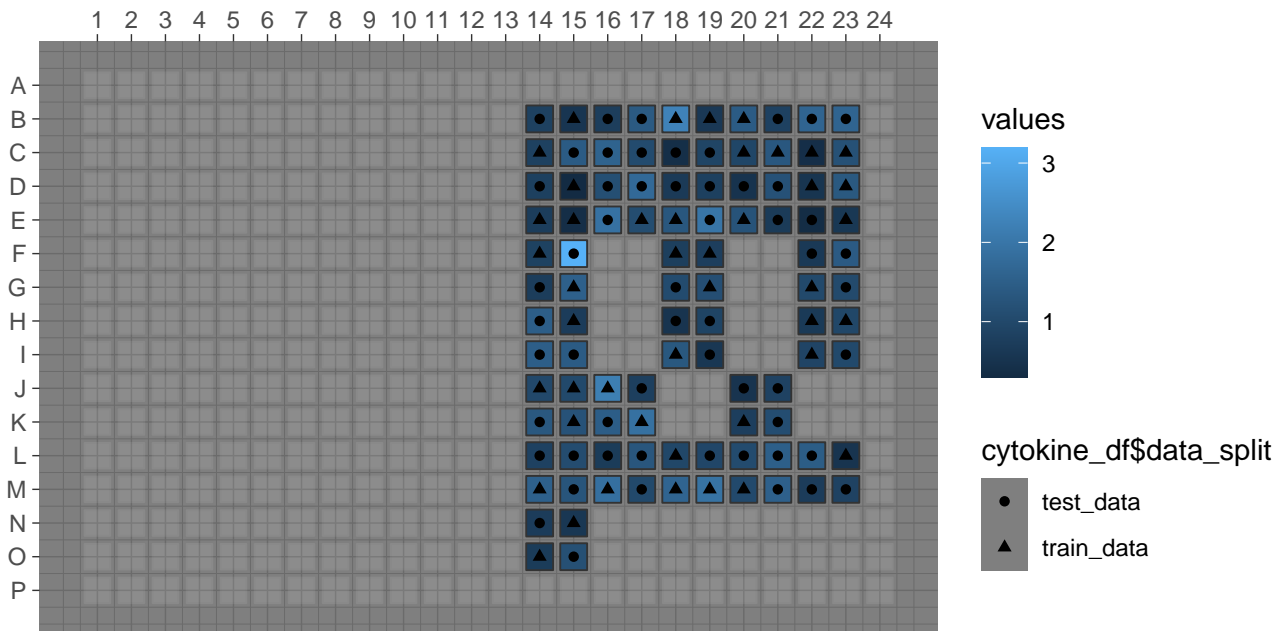 1 2 3 4 5 6 7 8 9 10 11 12 13 14 15 16 17 18 19 20 21 22 23 24
A
B
C
D
E
F
G
H
I
J
K
L
M
N
O
P
values
3
2
1
cytokine_df$data_split
test_data
train_data